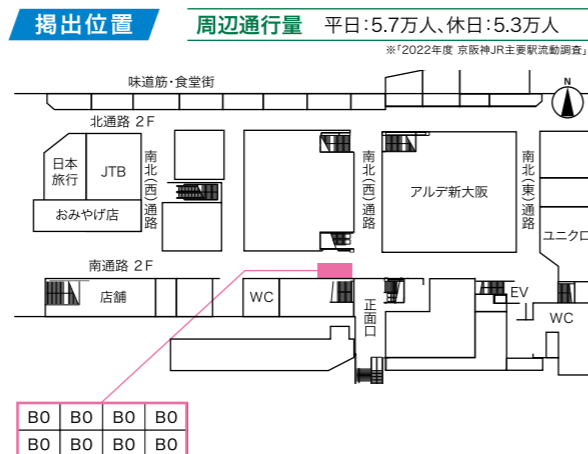 掲出位置
周辺通行量 平日:5.7万人、休日:5.3万人
※「2022年度 京阪神JR主要駅流動調査」
味道筋・食堂街
N
北通路 2F
日本旅行
JTB
おみやげ店
南北(西)通路
南北(西)通路
アルデ新大阪
南北(東)通路
ユニクロ
南通路 2F
店舗
WC
正面口
EV
WC
B0 B0 B0 B0
B0 B0 B0 B0